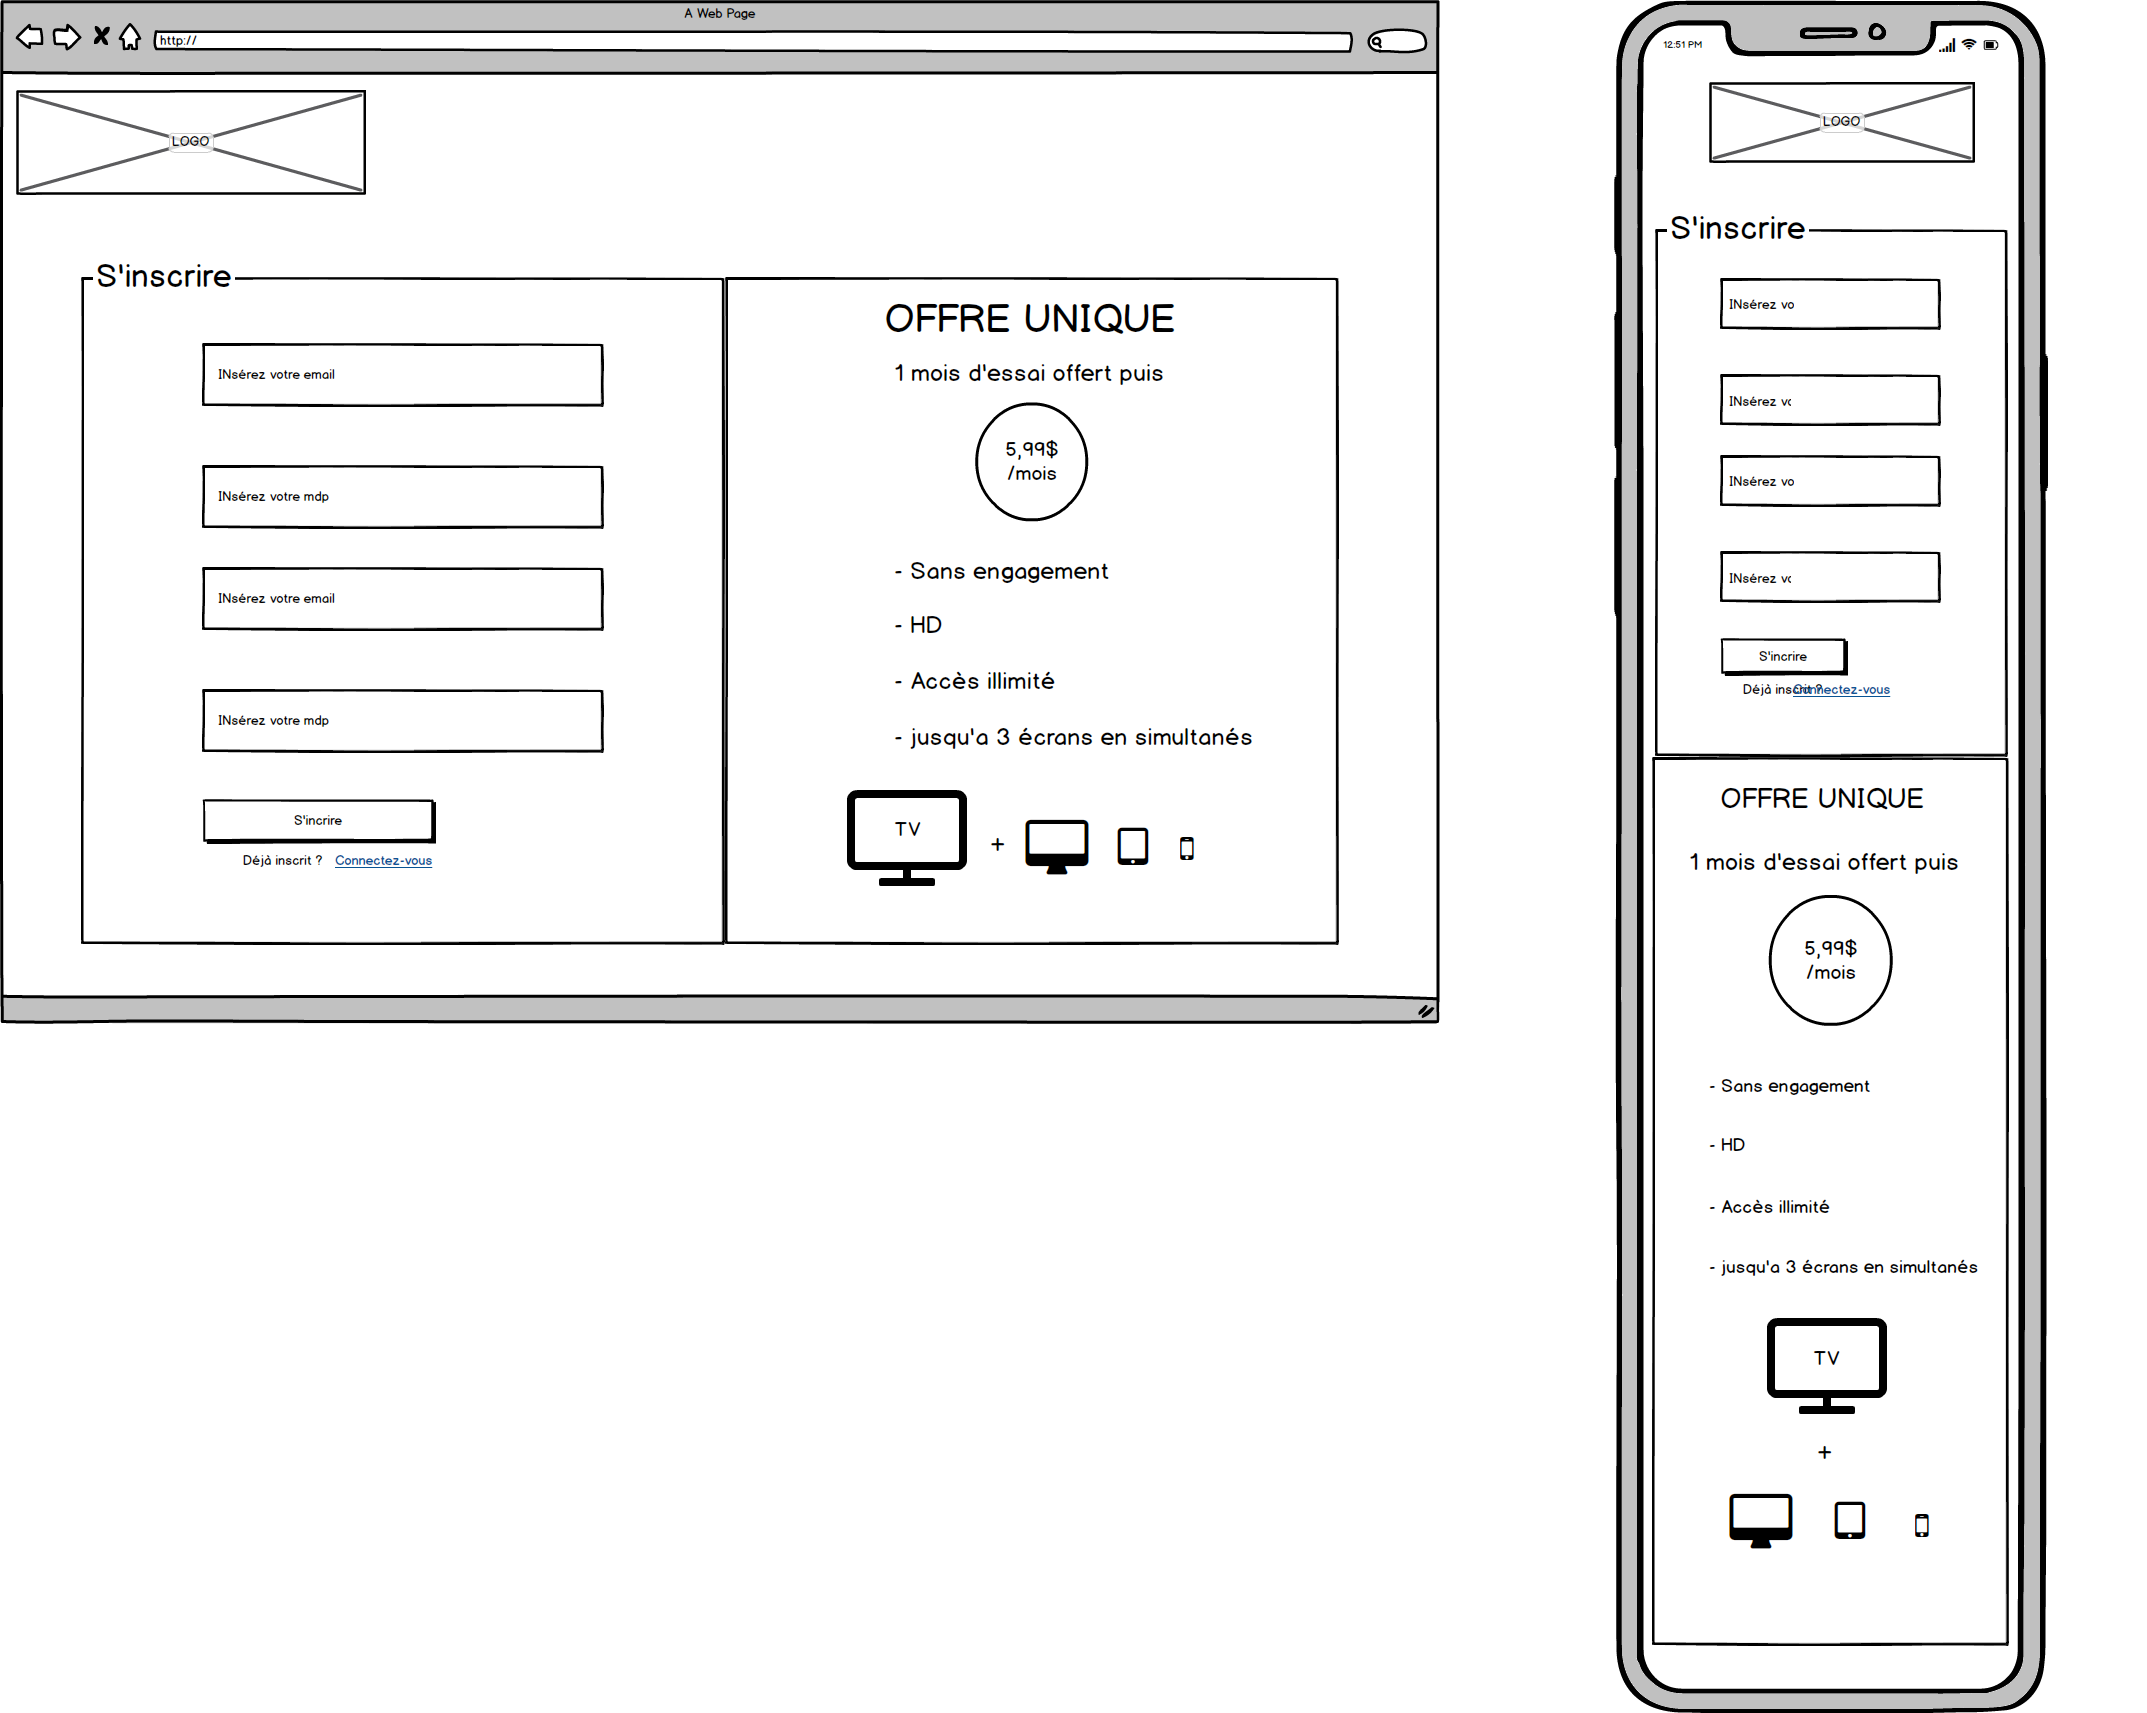 A Web Page
http://
LOGO
S'inscrire
INsérez votre email
INsérez votre mdp
INsérez votre email
INsérez votre mdp
S'incrire
Déjà inscrit ? Connectez-vous
OFFRE UNIQUE
1 mois d'essai offert puis
5,99$
/mois
- Sans engagement
- HD
- Accès illimité
- jusqu'a 3 écrans en simultanés
TV
+
12:51 PM
LOGO
S'inscrire
INsérez vo
INsérez vo
INsérez vo
INsérez vo
S'incrire
Déjà inscrit ? Connectez-vous
OFFRE UNIQUE
1 mois d'essai offert puis
5,99$
/mois
- Sans engagement
- HD
- Accès illimité
- jusqu'a 3 écrans en simultanés
TV
+